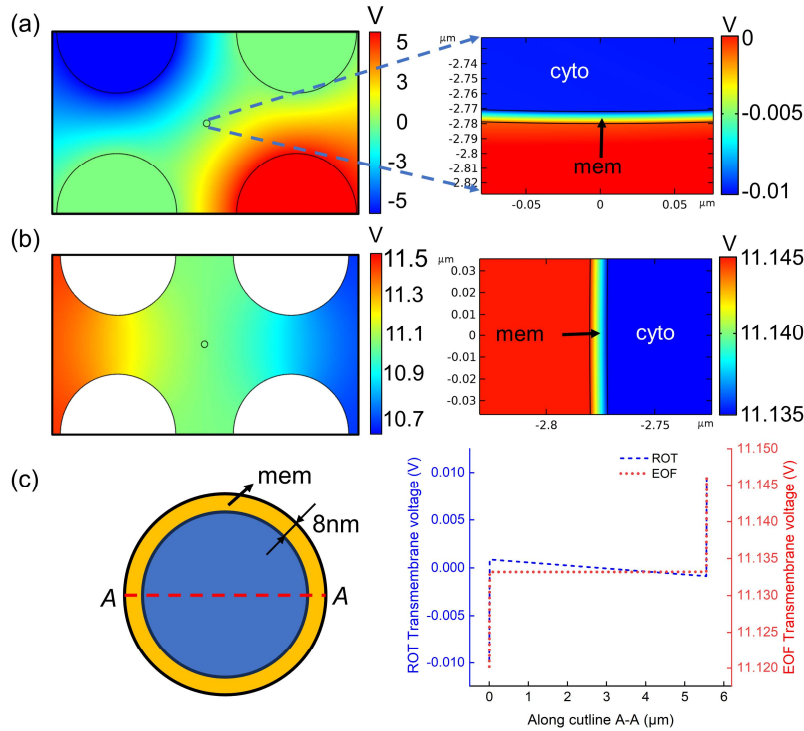 (a)
V
5
3
0
-3
-5
µm
-2.74
-2.75
-2.76
-2.77
-2.78
-2.79
-2.8
-2.81
-2.82
cyto
mem
-0.05
0
0.05
µm
V
0
-0.005
-0.01
(b)
V
11.5
11.3
11.1
10.9
10.7
µm
0.03
0.02
0.01
0
-0.01
-0.02
-0.03
mem
cyto
-2.8
-2.75
µm
V
11.145
11.140
11.135
(c)
mem
8nm
A
A
ROT Transmembrane voltage (V)
0.010
0.005
0.000
-0.005
-0.010
ROT
EOF
11.150
11.145
11.140
11.134
11.130
11.125
11.120
EOF Transmembrane voltage (V)
0
1
2
3
4
5
6
Along cutline A-A (µm)